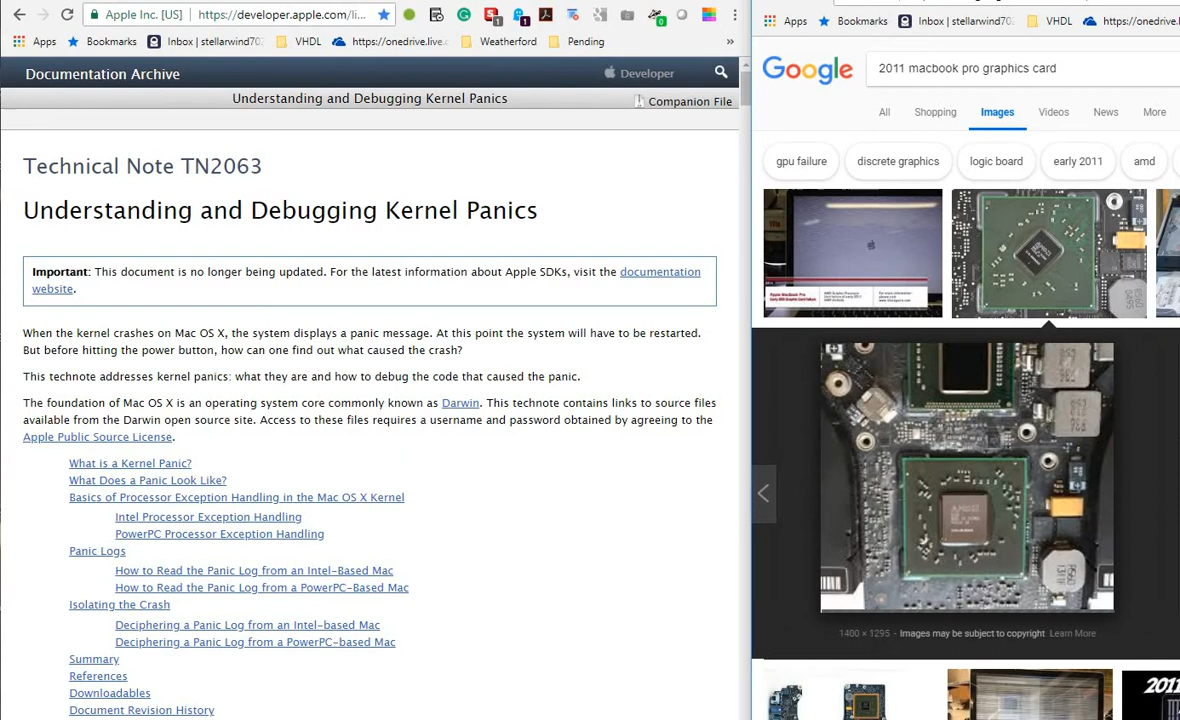 Apple Inc. [US]
https://developer.apple.com/li...
Apps
Bookmarks
Inbox | stellarwind70
VHDL
https://onedrive.live.
Weatherford
Pending
»
Documentation Archive
Developer
Understanding and Debugging Kernel Panics
Companion File
Technical Note TN2063
Understanding and Debugging Kernel Panics
Important: This document is no longer being updated. For the latest information about Apple SDKs, visit the documentation
website.
When the kernel crashes on Mac OS X, the system displays a panic message. At this point the system will have to be restarted.
But before hitting the power button, how can one find out what caused the crash?
This technote addresses kernel panics: what they are and how to debug the code that caused the panic.
The foundation of Mac OS X is an operating system core commonly known as Darwin. This technote contains links to source files
available from the Darwin open source site. Access to these files requires a username and password obtained by agreeing to the
Apple Public Source License.
What is a Kernel Panic?
What Does a Panic Look Like?
Basics of Processor Exception Handling in the Mac OS X Kernel
Intel Processor Exception Handling
PowerPC Processor Exception Handling
Panic Logs
How to Read the Panic Log from an Intel-Based Mac
How to Read the Panic Log from a PowerPC-Based Mac
Isolating the Crash
Deciphering a Panic Log from an Intel-based Mac
Deciphering a Panic Log from a PowerPC-based Mac
Summary
References
Downloadables
Document Revision History
Apps
Bookmarks
Inbox | stellarwind70
VHDL
https://onedriv
Google
2011 macbook pro graphics card
All
Shopping
Images
Videos
News
More
gpu failure
discrete graphics
logic board
early 2011
amd
1400 × 1295 - Images may be subject to copyright Learn More
2011